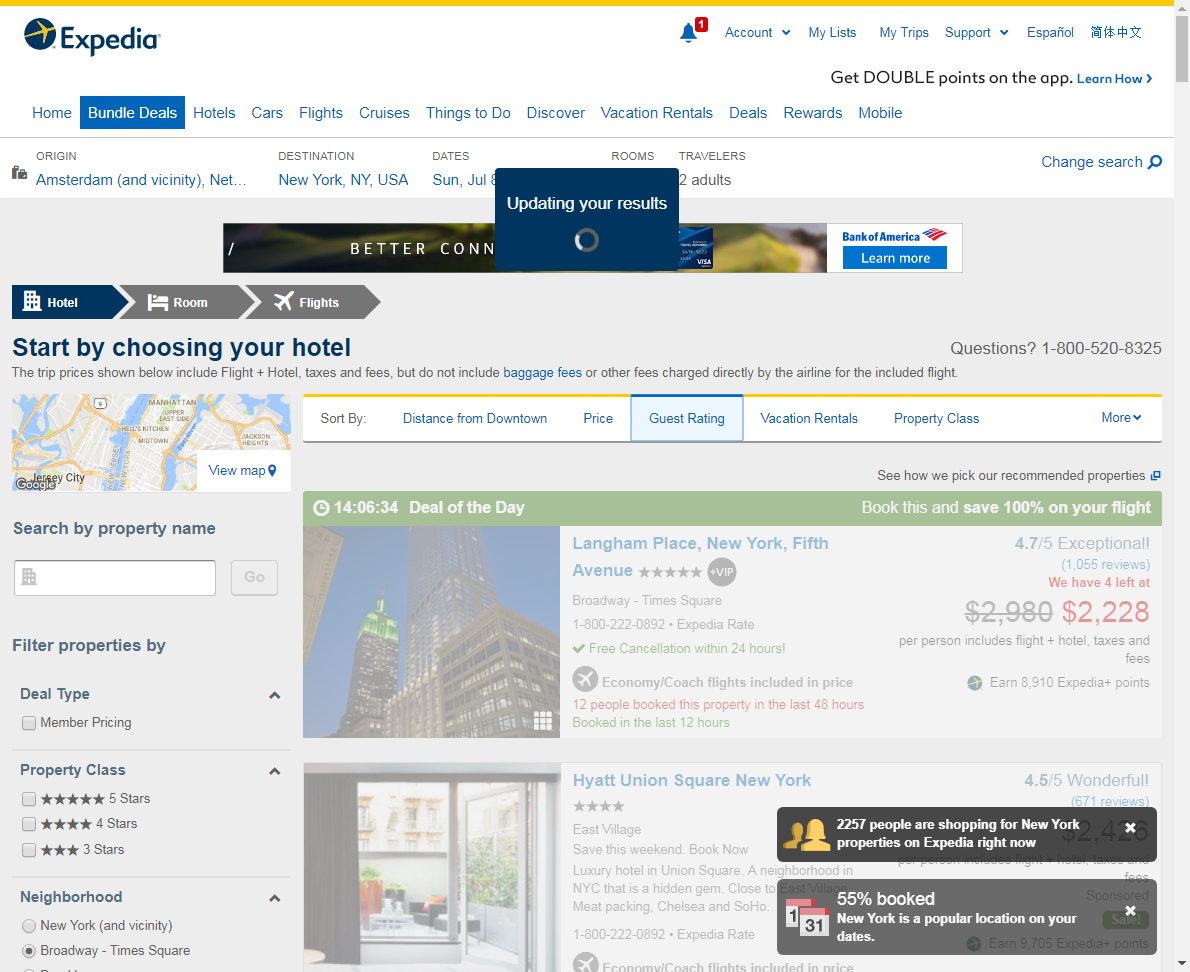 Expedia
1
Account
My Lists
My Trips
Support
Español
简体中文
Get DOUBLE points on the app. Learn How
Home
Bundle Deals
Hotels
Cars
Flights
Cruises
Things to Do
Discover
Vacation Rentals
Deals
Rewards
Mobile
ORIGIN
Amsterdam (and vicinity), Net...
DESTINATION
New York, NY, USA
DATES
Sun, Jul
ROOMS
TRAVELERS
2 adults
Change search
Updating your results
/ BETTER CONN
VISA
Bank of America
Learn more
Hotel
Room
Flights
Start by choosing your hotel
Questions? 1-800-520-8325
The trip prices shown below include Flight + Hotel, taxes and fees, but do not include baggage fees or other fees charged directly by the airline for the included flight.
MANHATTAN
UPPER EAST SIDE
HELL'S KITCHEN
MIDTOWN
JACKSON HEIGHTS
NEW JERSEY
NEW YORK
East River
Jersey City
Google
9
View map
Sort By:
Distance from Downtown
Price
Guest Rating
Vacation Rentals
Property Class
More
See how we pick our recommended properties
Search by property name
Go
Filter properties by
Deal Type
Member Pricing
Property Class
5 Stars
4 Stars
3 Stars
Neighborhood
New York (and vicinity)
Broadway - Times Square
14:06:34 Deal of the Day
Book this and save 100% on your flight
Langham Place, New York, Fifth
Avenue +VIP
Broadway - Times Square
1-800-222-0892 • Expedia Rate
Free Cancellation within 24 hours!
Economy/Coach flights included in price
12 people booked this property in the last 48 hours
Booked in the last 12 hours
4.7/5 Exceptional!
(1,055 reviews)
We have 4 left at
$2,980 $2,228
per person includes flight + hotel, taxes and
fees
Earn 8,910 Expedia+ points
Hyatt Union Square New York
East Village
Save this weekend. Book Now
Luxury hotel in Union Square. A neighborhood in
NYC that is a hidden gem. Close to East Village,
Meat packing, Chelsea and SoHo.
1-800-222-0892 • Expedia Rate
Economy/Coach flights included in price
4.5/5 Wonderful!
(671 reviews)
$2,426
per person includes flight + hotel, taxes and
fees
Sponsored
Sale!
Earn 9,705 Expedia+ points
2257 people are shopping for New York
properties on Expedia right now
1 31
55% booked
New York is a popular location on your
dates.